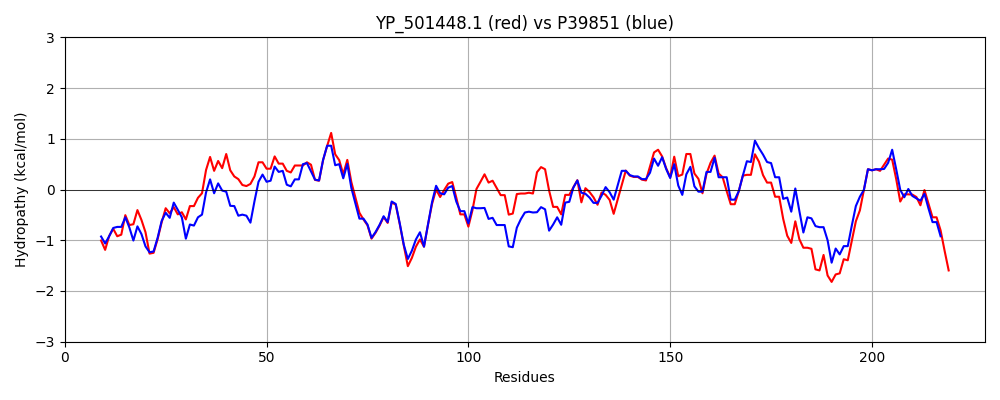 YP_501448.1 (red) vs P39851 (blue)
Hydropathy (kcal/mol)
3
2
1
0
−1
−2
−3
0 50 100 150 200
Residues